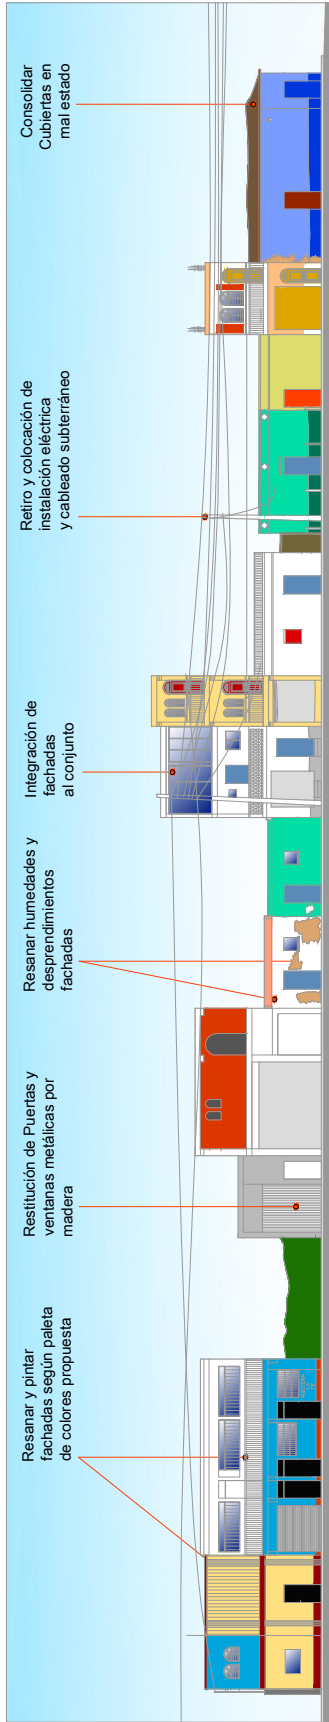 Resanar y pintar
fachadas según paleta
de colores propuesta
Restitución de Puertas y
ventanas metálicas por
madera
Resanar humedades y
desprendimientos
fachadas
Integración de
fachadas
al conjunto
Retiro y colocación de
instalación eléctrica
y cableado subterráneo
Consolidar
Cubiertas en
mal estado